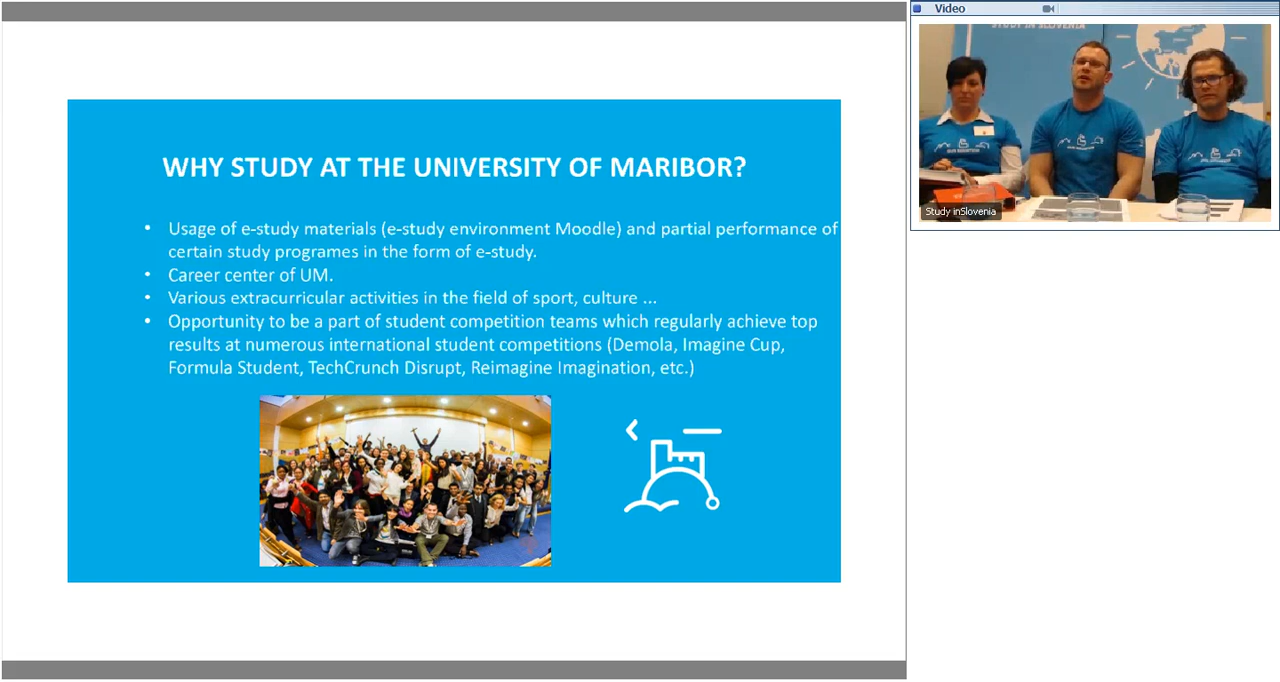 WHY STUDY AT THE UNIVERSITY OF MARIBOR?
• Usage of e-study materials (e-study environment Moodle) and partial performance of
certain study programes in the form of e-study.
• Career center of UM.
• Various extracurricular activities in the field of sport, culture ...
• Opportunity to be a part of student competition teams which regularly achieve top
results at numerous international student competitions (Demola, Imagine Cup,
Formula Student, TechCrunch Disrupt, Reimagine Imagination, etc.)
Video
STUDY IN SLOVENIA
Study inSlovenia